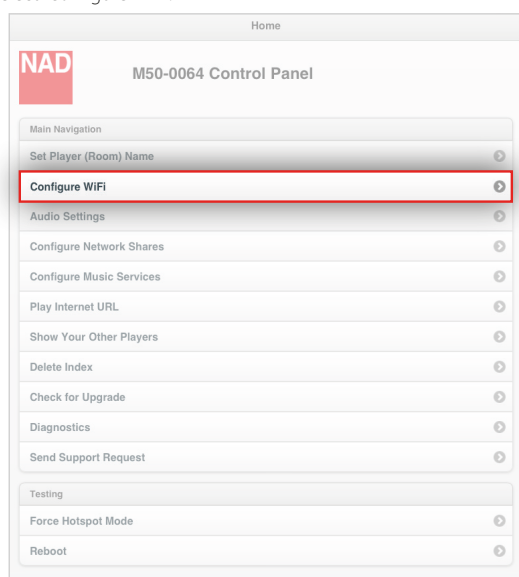 Home
NAD
M50-0064 Control Panel
Main Navigation
Set Player (Room) Name
Configure WiFi
Audio Settings
Configure Network Shares
Configure Music Services
Play Internet URL
Show Your Other Players
Delete Index
Check for Upgrade
Diagnostics
Send Support Request
Testing
Force Hotspot Mode
Reboot